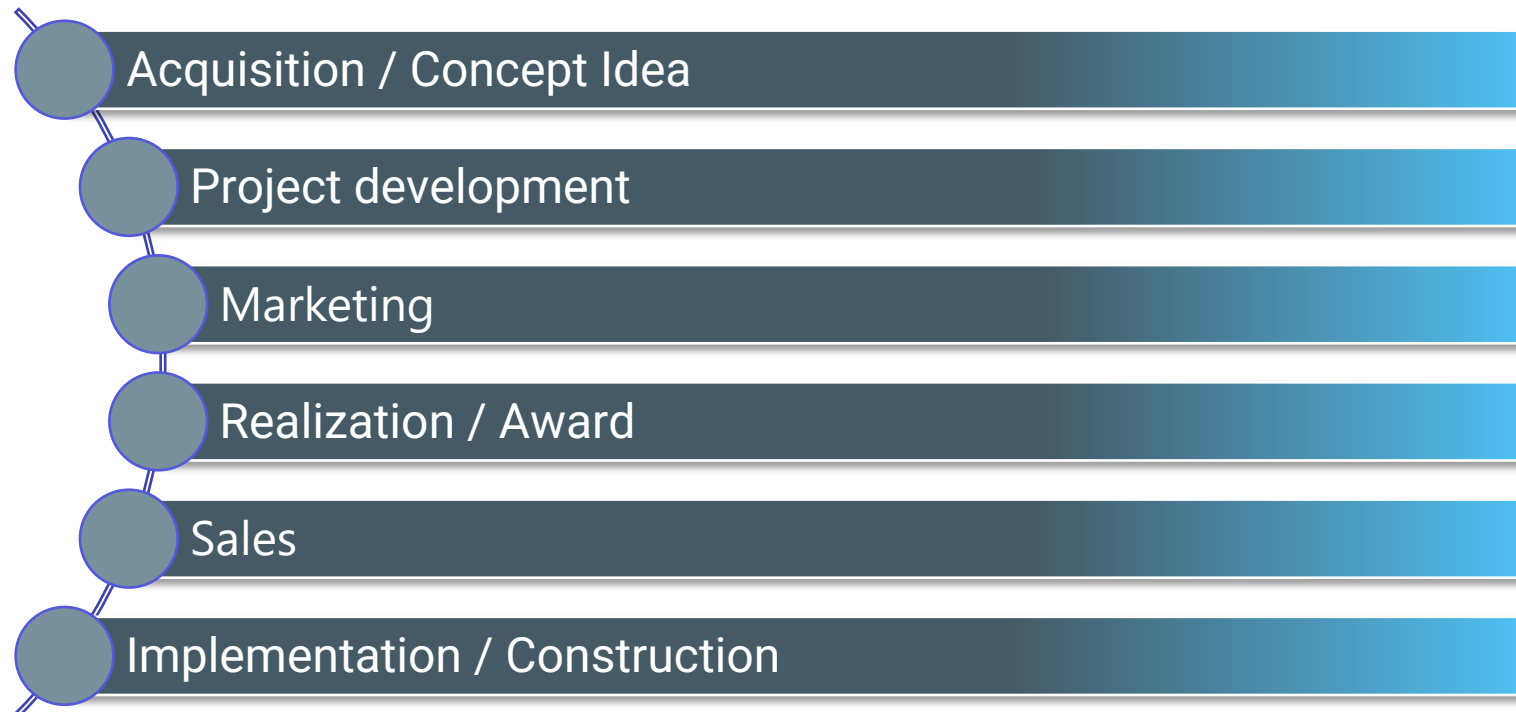 Acquisition / Concept Idea
Project development
Marketing
Realization / Award
Sales
Implementation / Construction